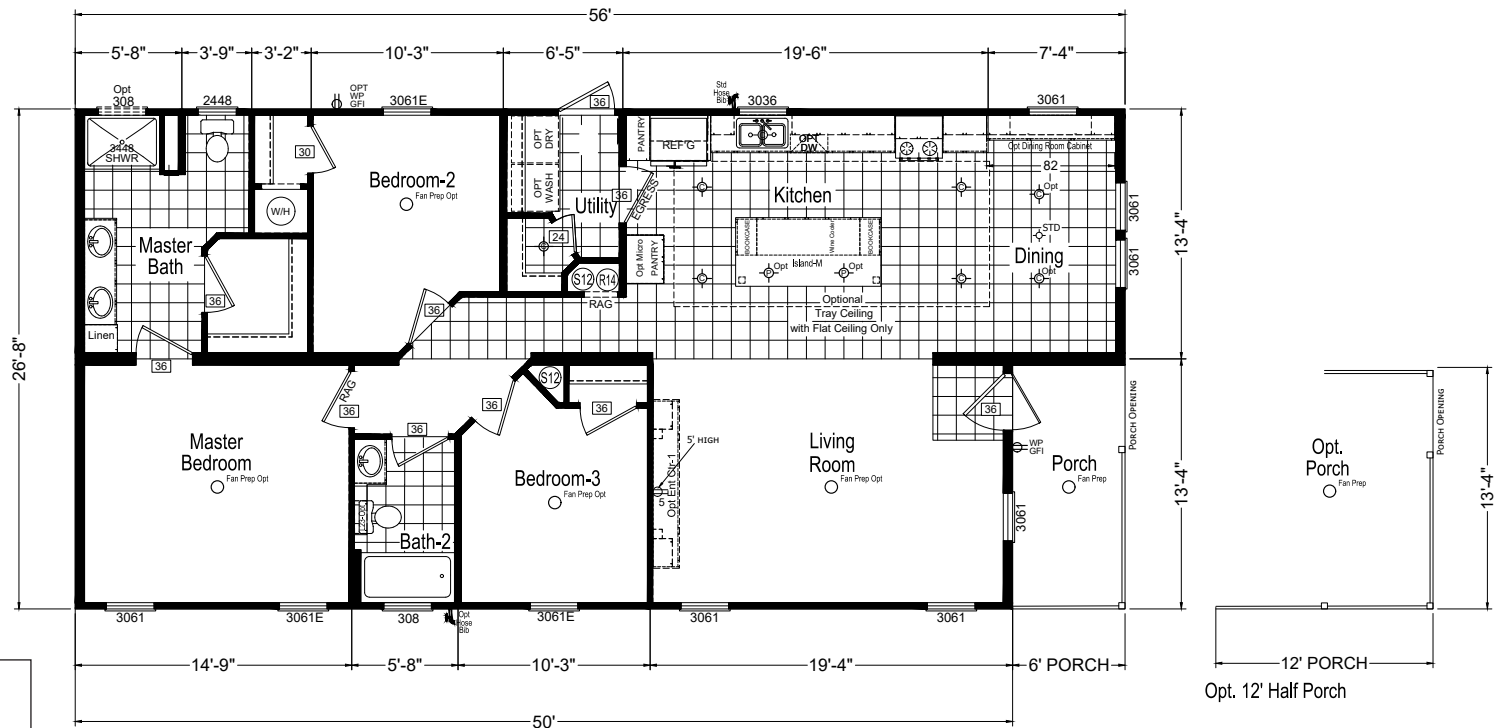 56'
5'-8" 3'-9" 3'-2" 10'-3" 6'-5" 19'-6" 7'-4"
Opt
308
2448
OPT
WP
GFI
3061E
36
Std
Hose
Bib
3036
3061
3448
SHWR
30
W/H
Bedroom-2
Fan Prep Opt
OPT
DRY
OPT
WASH
Utility
24
36
EGRESS
PANTRY
REF'G
OPT
DW
Opt Dining Room Cabinet
82
Kitchen
Opt
STD
Dining
Opt
3061
3061
13'-4"
BOOKCASE
Wine Cooler
BOOKCASE
Island-M
P Opt
P Opt
Opt Micro
PANTRY
Optional
Tray Ceiling
with Flat Ceiling Only
S12 R14
RAG
Master
Bath
36
Linen
36
36
26'-8"
RAG
36
36
36
S12
36
Master
Bedroom
Fan Prep Opt
Bath-2
Bedroom-3
Fan Prep Opt
5' HIGH
5
Opt Ent Ctr-1
Living
Room
Fan Prep Opt
36
WP
GFI
Porch
Fan Prep
3061
PORCH OPENING
13'-4"
Opt.
Porch
Fan Prep
PORCH OPENING
13'-4"
3061
3061E
308
Opt
Hose
Bib
3061E
3061
3061
14'-9" 5'-8" 10'-3" 19'-4" 6' PORCH
12' PORCH
Opt. 12' Half Porch
50'